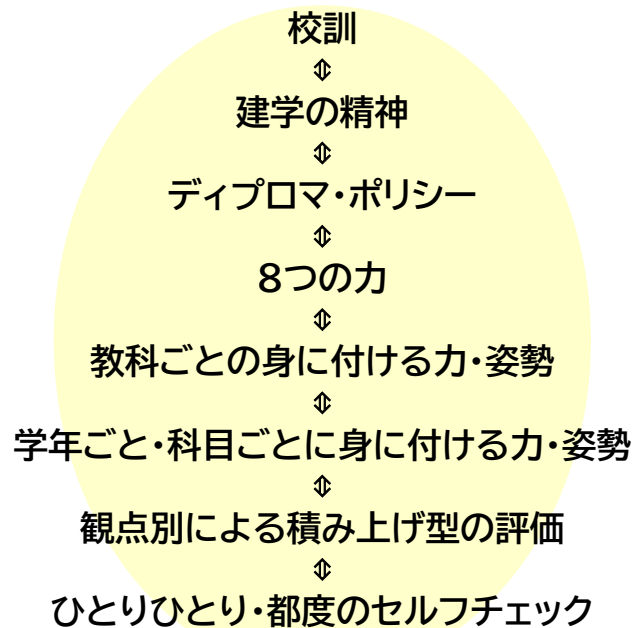 校訓
⇕
建学の精神
⇕
ディプロマ・ポリシー
⇕
8つの力
⇕
教科ごとの身に付ける力・姿勢
⇕
学年ごと・科目ごとに身に付ける力・姿勢
⇕
観点別による積み上げ型の評価
⇕
ひとりひとり・都度のセルフチェック